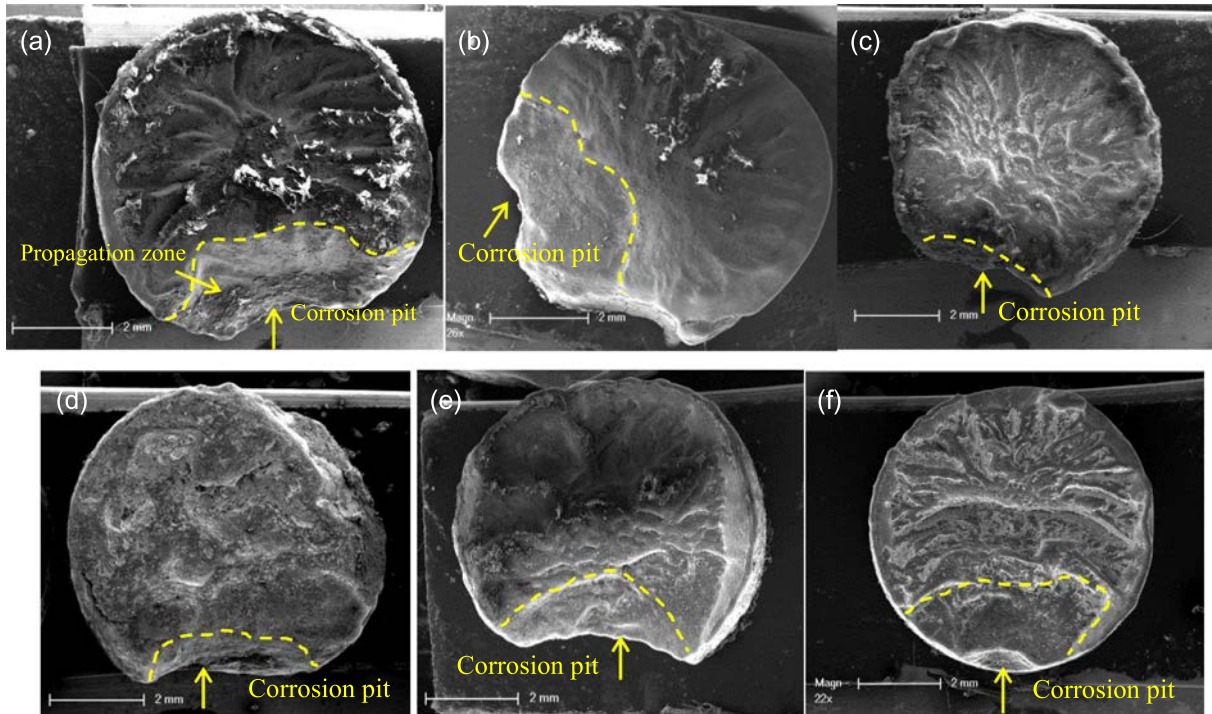 (a)
Propagation zone
Corrosion pit
2 mm
(b)
Corrosion pit
Magn
26x
2 mm
(c)
Corrosion pit
2 mm
(d)
Corrosion pit
2 mm
(e)
Corrosion pit
2 mm
(f)
Corrosion pit
Magn
22x
2 mm